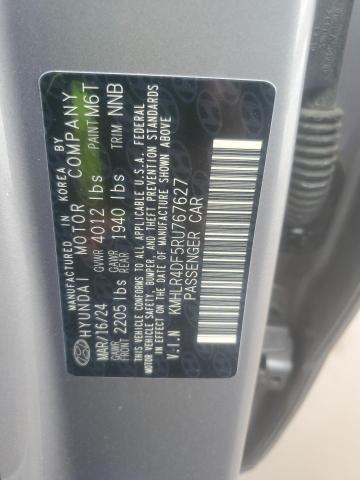 MANUFACTURED IN KOREA BY
HYUNDAI MOTOR COMPANY
MAR/16/24 GVWR 4012 lbs PAINT M6T
GAWR FRONT 2205 lbs GAWR REAR 1940 lbs TRIM NNB
THIS VEHICLE CONFORMS TO ALL APPLICABLE U.S.A. FEDERAL
MOTOR VEHICLE SAFETY, BUMPER, AND THEFT PREVENTION STANDARDS
IN EFFECT ON THE DATE OF MANUFACTURE SHOWN ABOVE
V.I.N KMHLR4DF5RU767627
PASSENGER CAR